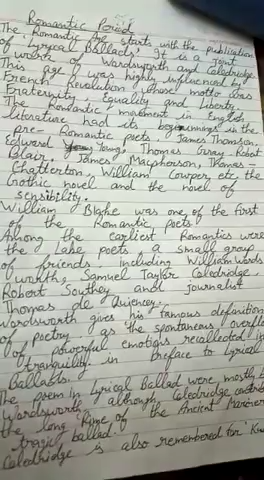 Romantic Period
The Romantic Age starts with the publication
of Lyrical Ballads, It is a joint
work of Wordsworth and Coledridge.
This age was highly influenced by
French Revolution whose motto was
Fraternity, Equality and Liberty.
The Romantic movement in English
literature had its beginnings in the
pre-Romantic poets. James Thomson,
Edward Young, Thomas Gray, Robert
Blair, James Macpherson, Thomas-
Chatterton, William Cowper, etc the
Gothic novel and the novel of
sensibility.
William Blake was one of the first
of the Romantic poets.
Among the earliest Romantics were
the Lake poets a small group
of friends including William words
worth, Samuel Taylor Coledridge,
Robert Southey and journalist
Thomas de Quiencey.
Wordsworth gives his famous definition
of poetry as the spontaneous overflow
of powerful emotions recollected in
tranquility in preface to Lyrical
ballads.
The poem in Lyrical Ballad were mostly by
Wordsworth, although Coledridge
the long 'Rime of the Ancient Mariner
tragic ballad.
Coledridge is also remembered for